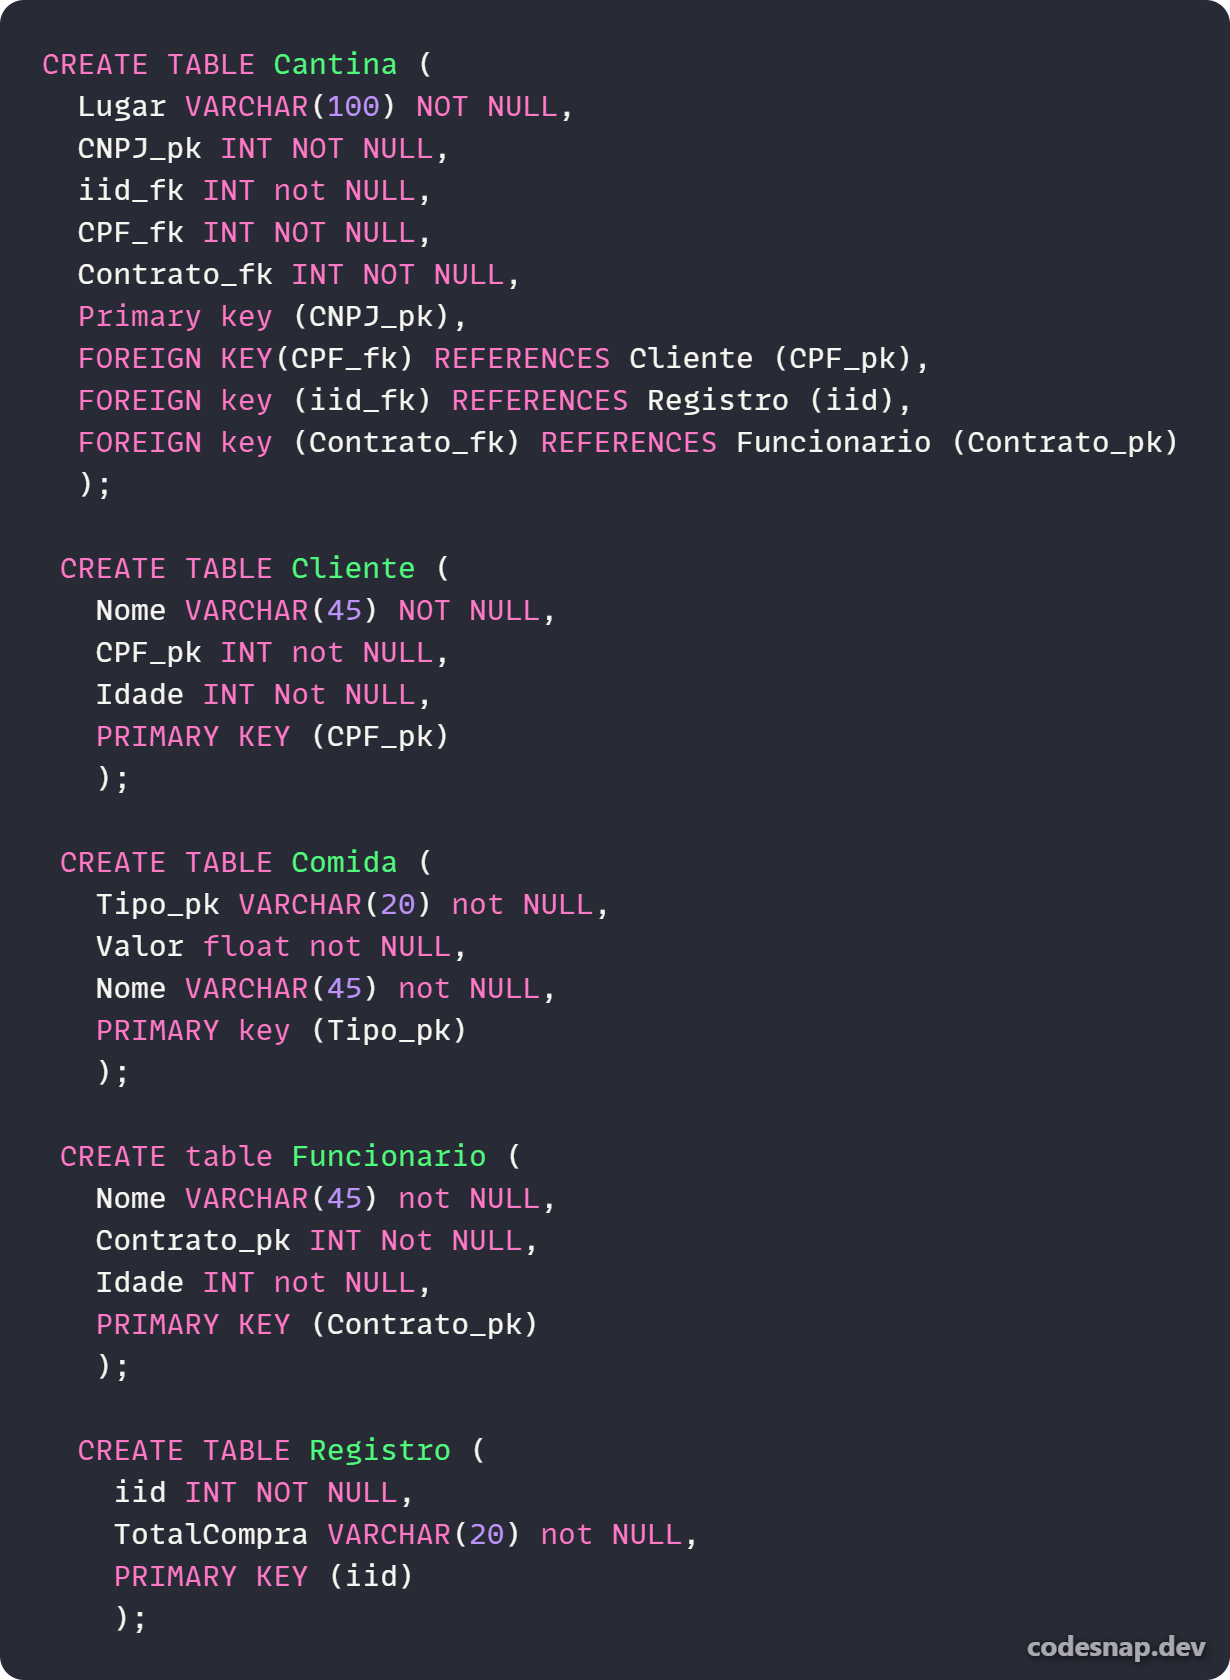 CREATE TABLE Cantina (
  Lugar VARCHAR(100) NOT NULL,
  CNPJ_pk INT NOT NULL,
  iid_fk INT not NULL,
  CPF_fk INT NOT NULL,
  Contrato_fk INT NOT NULL,
  Primary key (CNPJ_pk),
  FOREIGN KEY(CPF_fk) REFERENCES Cliente (CPF_pk),
  FOREIGN key (iid_fk) REFERENCES Registro (iid),
  FOREIGN key (Contrato_fk) REFERENCES Funcionario (Contrato_pk)
  );

 CREATE TABLE Cliente (
   Nome VARCHAR(45) NOT NULL,
   CPF_pk INT not NULL,
   Idade INT Not NULL,
   PRIMARY KEY (CPF_pk)
   );

 CREATE TABLE Comida (
   Tipo_pk VARCHAR(20) not NULL,
   Valor float not NULL,
   Nome VARCHAR(45) not NULL,
   PRIMARY key (Tipo_pk)
   );

 CREATE table Funcionario (
   Nome VARCHAR(45) not NULL,
   Contrato_pk INT Not NULL,
   Idade INT not NULL,
   PRIMARY KEY (Contrato_pk)
   );

  CREATE TABLE Registro (
    iid INT NOT NULL,
    TotalCompra VARCHAR(20) not NULL,
    PRIMARY KEY (iid)
    );
codesnap.dev